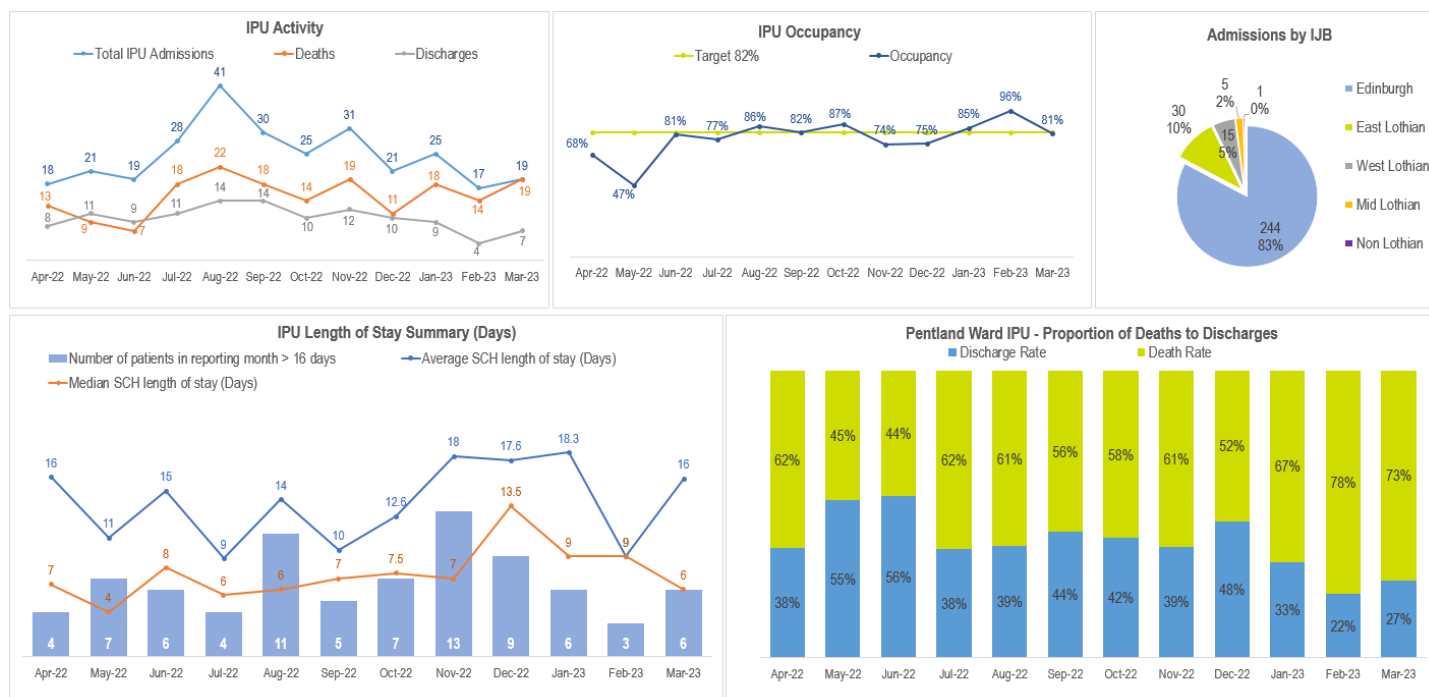 IPU Activity
Total IPU Admissions Deaths Discharges
41
31
30
28
25 25
21 21
18 19 17 19
22
18 18 19 18
13 14 11 14 19
9 7
14 14
11 11 12
8 9 10 10 9
4 7
Apr-22 May-22 Jun-22 Jul-22 Aug-22 Sep-22 Oct-22 Nov-22 Dec-22 Jan-23 Feb-23 Mar-23
IPU Occupancy
Target 82% Occupancy
68% 47% 81% 77% 86% 82% 87% 74% 75% 85% 96% 81%
Apr-22 May-22 Jun-22 Jul-22 Aug-22 Sep-22 Oct-22 Nov-22 Dec-22 Jan-23 Feb-23 Mar-23
Admissions by IJB
5
2%
1
0%
30
10%
15
5%
244
83%
Edinburgh
East Lothian
West Lothian
Mid Lothian
Non Lothian
IPU Length of Stay Summary (Days)
Number of patients in reporting month > 16 days Average SCH length of stay (Days)
Median SCH length of stay (Days)
16 11 15 9 14 10 12.6 18 17.6 18.3 9 16
7 4 8 6 6 7 7.5 7 13.5 9 6
4 7 6 4 11 5 7 13 9 6 3 6
Apr-22 May-22 Jun-22 Jul-22 Aug-22 Sep-22 Oct-22 Nov-22 Dec-22 Jan-23 Feb-23 Mar-23
Pentland Ward IPU - Proportion of Deaths to Discharges
Discharge Rate Death Rate
62% 45% 44% 62% 61% 56% 58% 61% 52% 67% 78% 73%
38% 55% 56% 38% 39% 44% 42% 39% 48% 33% 22% 27%
Apr-22 May-22 Jun-22 Jul-22 Aug-22 Sep-22 Oct-22 Nov-22 Dec-22 Jan-23 Feb-23 Mar-23